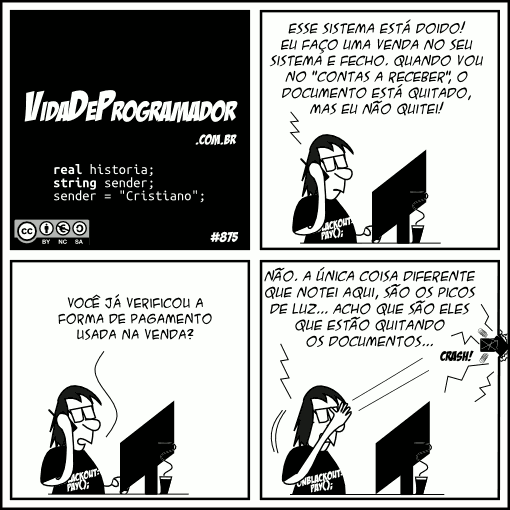 VIDADEPROGRAMADOR
.COM.BR
real historia;
string sender;
sender = "Cristiano";
cc
BY NC SA
#875
ESSE SISTEMA ESTÁ DOIDO!
EU FAÇO UMA VENDA NO SEU
SISTEMA E FECHO. QUANDO VOU
NO "CONTAS A RECEBER", O
DOCUMENTO ESTÁ QUITADO,
MAS EU NÃO QUITEI!
PAY();
VOCÊ JÁ VERIFICOU A
FORMA DE PAGAMENTO
USADA NA VENDA?
PAY();
NÃO. A ÚNICA COISA DIFERENTE
QUE NOTEI AQUI, SÃO OS PICOS
DE LUZ... ACHO QUE SÃO ELES
QUE ESTÃO QUITANDO
OS DOCUMENTOS...
CRASH!
PAY();